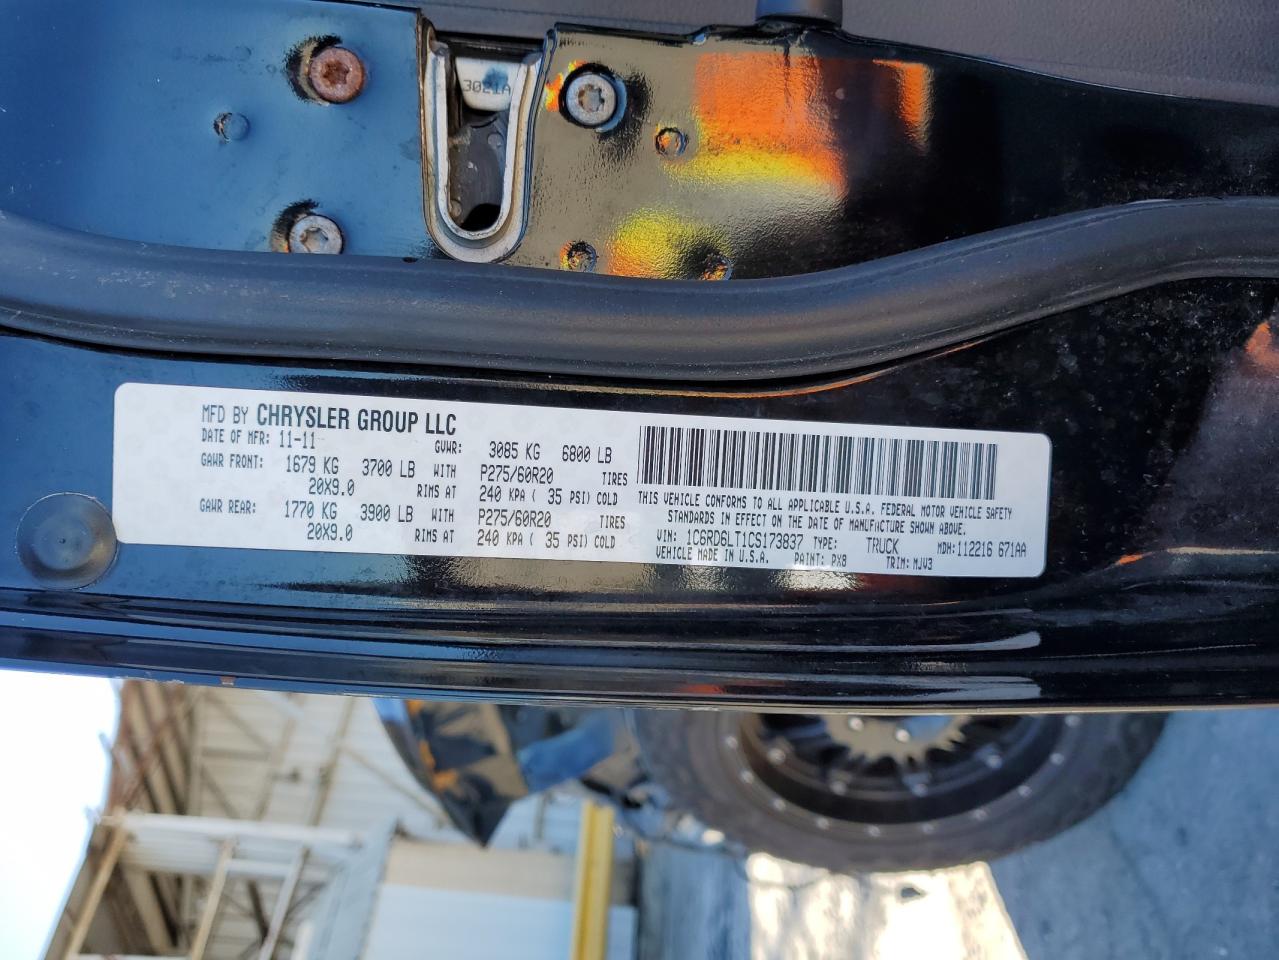 3021A
MFD BY CHRYSLER GROUP LLC
DATE OF MFR: 11-11 GVWR: 3085 KG 6800 LB
GAWR FRONT: 1679 KG 3700 LB WITH P275/60R20 TIRES
20X9.0 RIMS AT 240 KPA ( 35 PSI) COLD
GAWR REAR: 1770 KG 3900 LB WITH P275/60R20 TIRES
20X9.0 RIMS AT 240 KPA ( 35 PSI) COLD
THIS VEHICLE CONFORMS TO ALL APPLICABLE U.S.A. FEDERAL MOTOR VEHICLE SAFETY
STANDARDS IN EFFECT ON THE DATE OF MANUFACTURE SHOWN ABOVE.
VIN: 1C6RD6LT1CS173837 TYPE: TRUCK MDH:112216 671AA
VEHICLE MADE IN U.S.A. PAINT: PX8 TRIM: MJV3